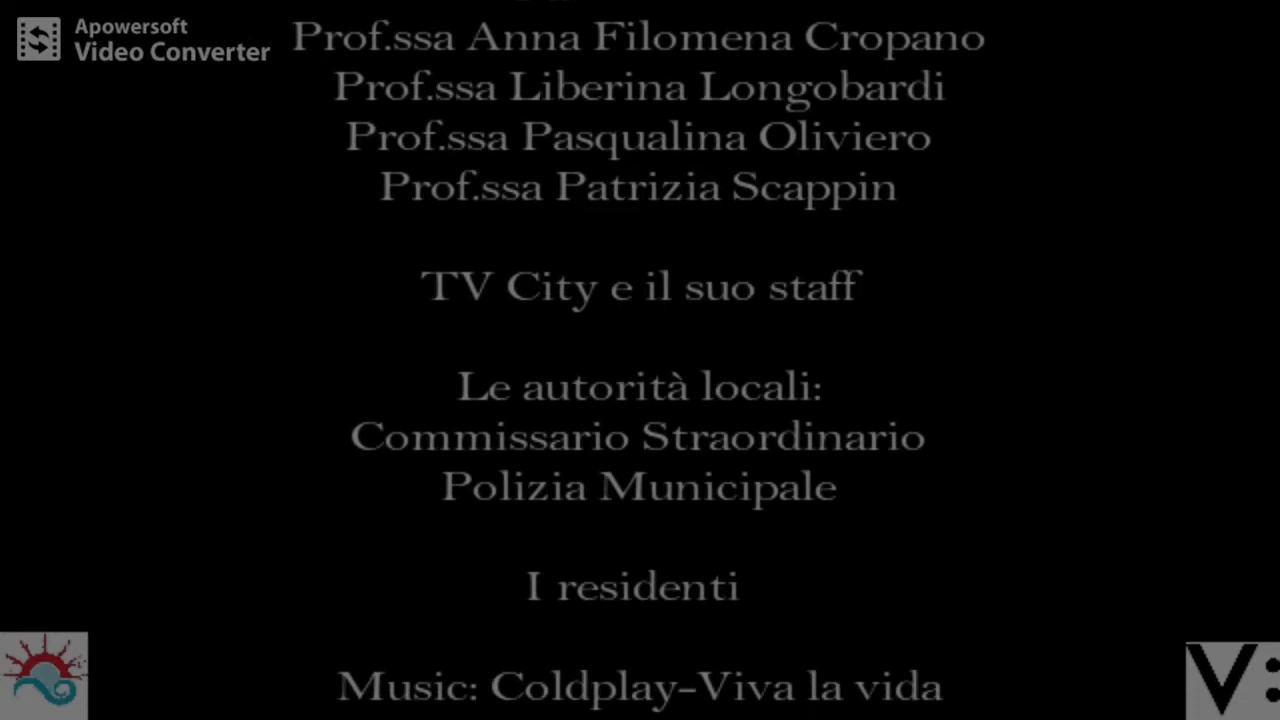 Apowersoft
Video Converter
Prof.ssa Anna Filomena Cropano
Prof.ssa Liberina Longobardi
Prof.ssa Pasqualina Oliviero
Prof.ssa Patrizia Scappin
TV City e il suo staff
Le autorità locali:
Commissario Straordinario
Polizia Municipale
I residenti
Music: Coldplay-Viva la vida
V: